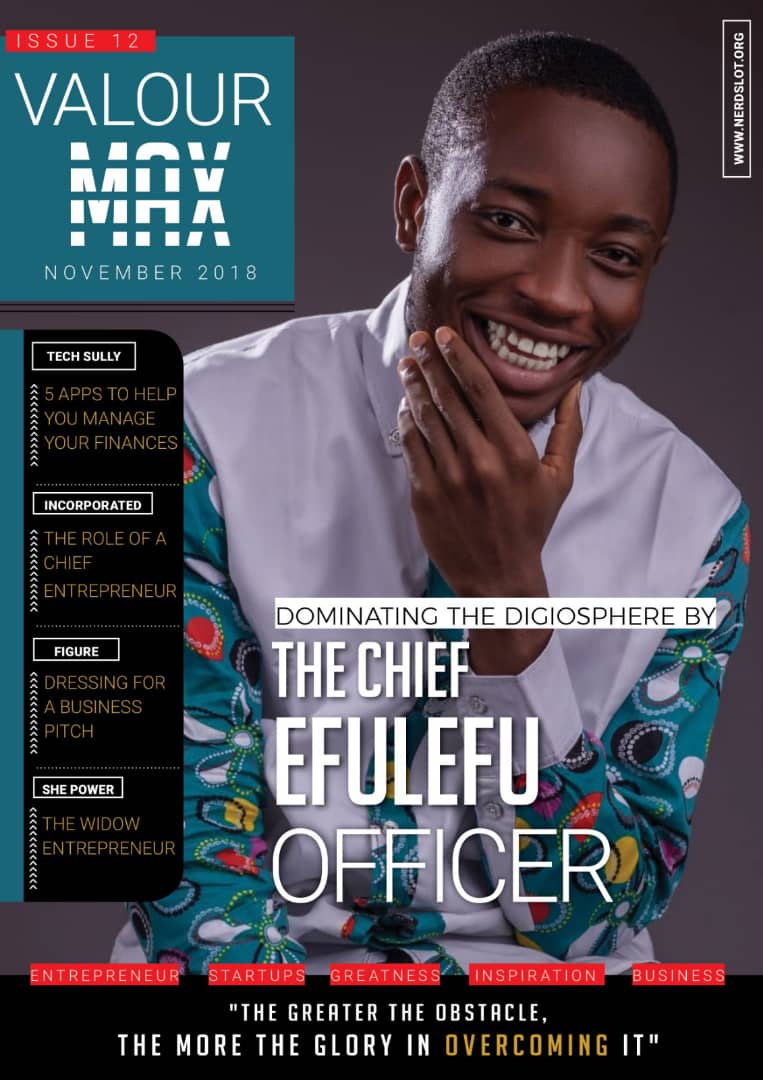 ISSUE 12
VALOUR
MAX
NOVEMBER 2018
WWW.NERDSLOT.ORG
TECH SULLY
5 APPS TO HELP
YOU MANAGE
YOUR FINANCES
INCORPORATED
THE ROLE OF A
CHIEF
ENTREPRENEUR
FIGURE
DRESSING FOR
A BUSINESS
PITCH
SHE POWER
THE WIDOW
ENTREPRENEUR
DOMINATING THE DIGIOSPHERE BY
THE CHIEF
EFULEFU
OFFICER
ENTREPRENEUR STARTUPS GREATNESS INSPIRATION BUSINESS
"THE GREATER THE OBSTACLE,
THE MORE THE GLORY IN OVERCOMING IT"